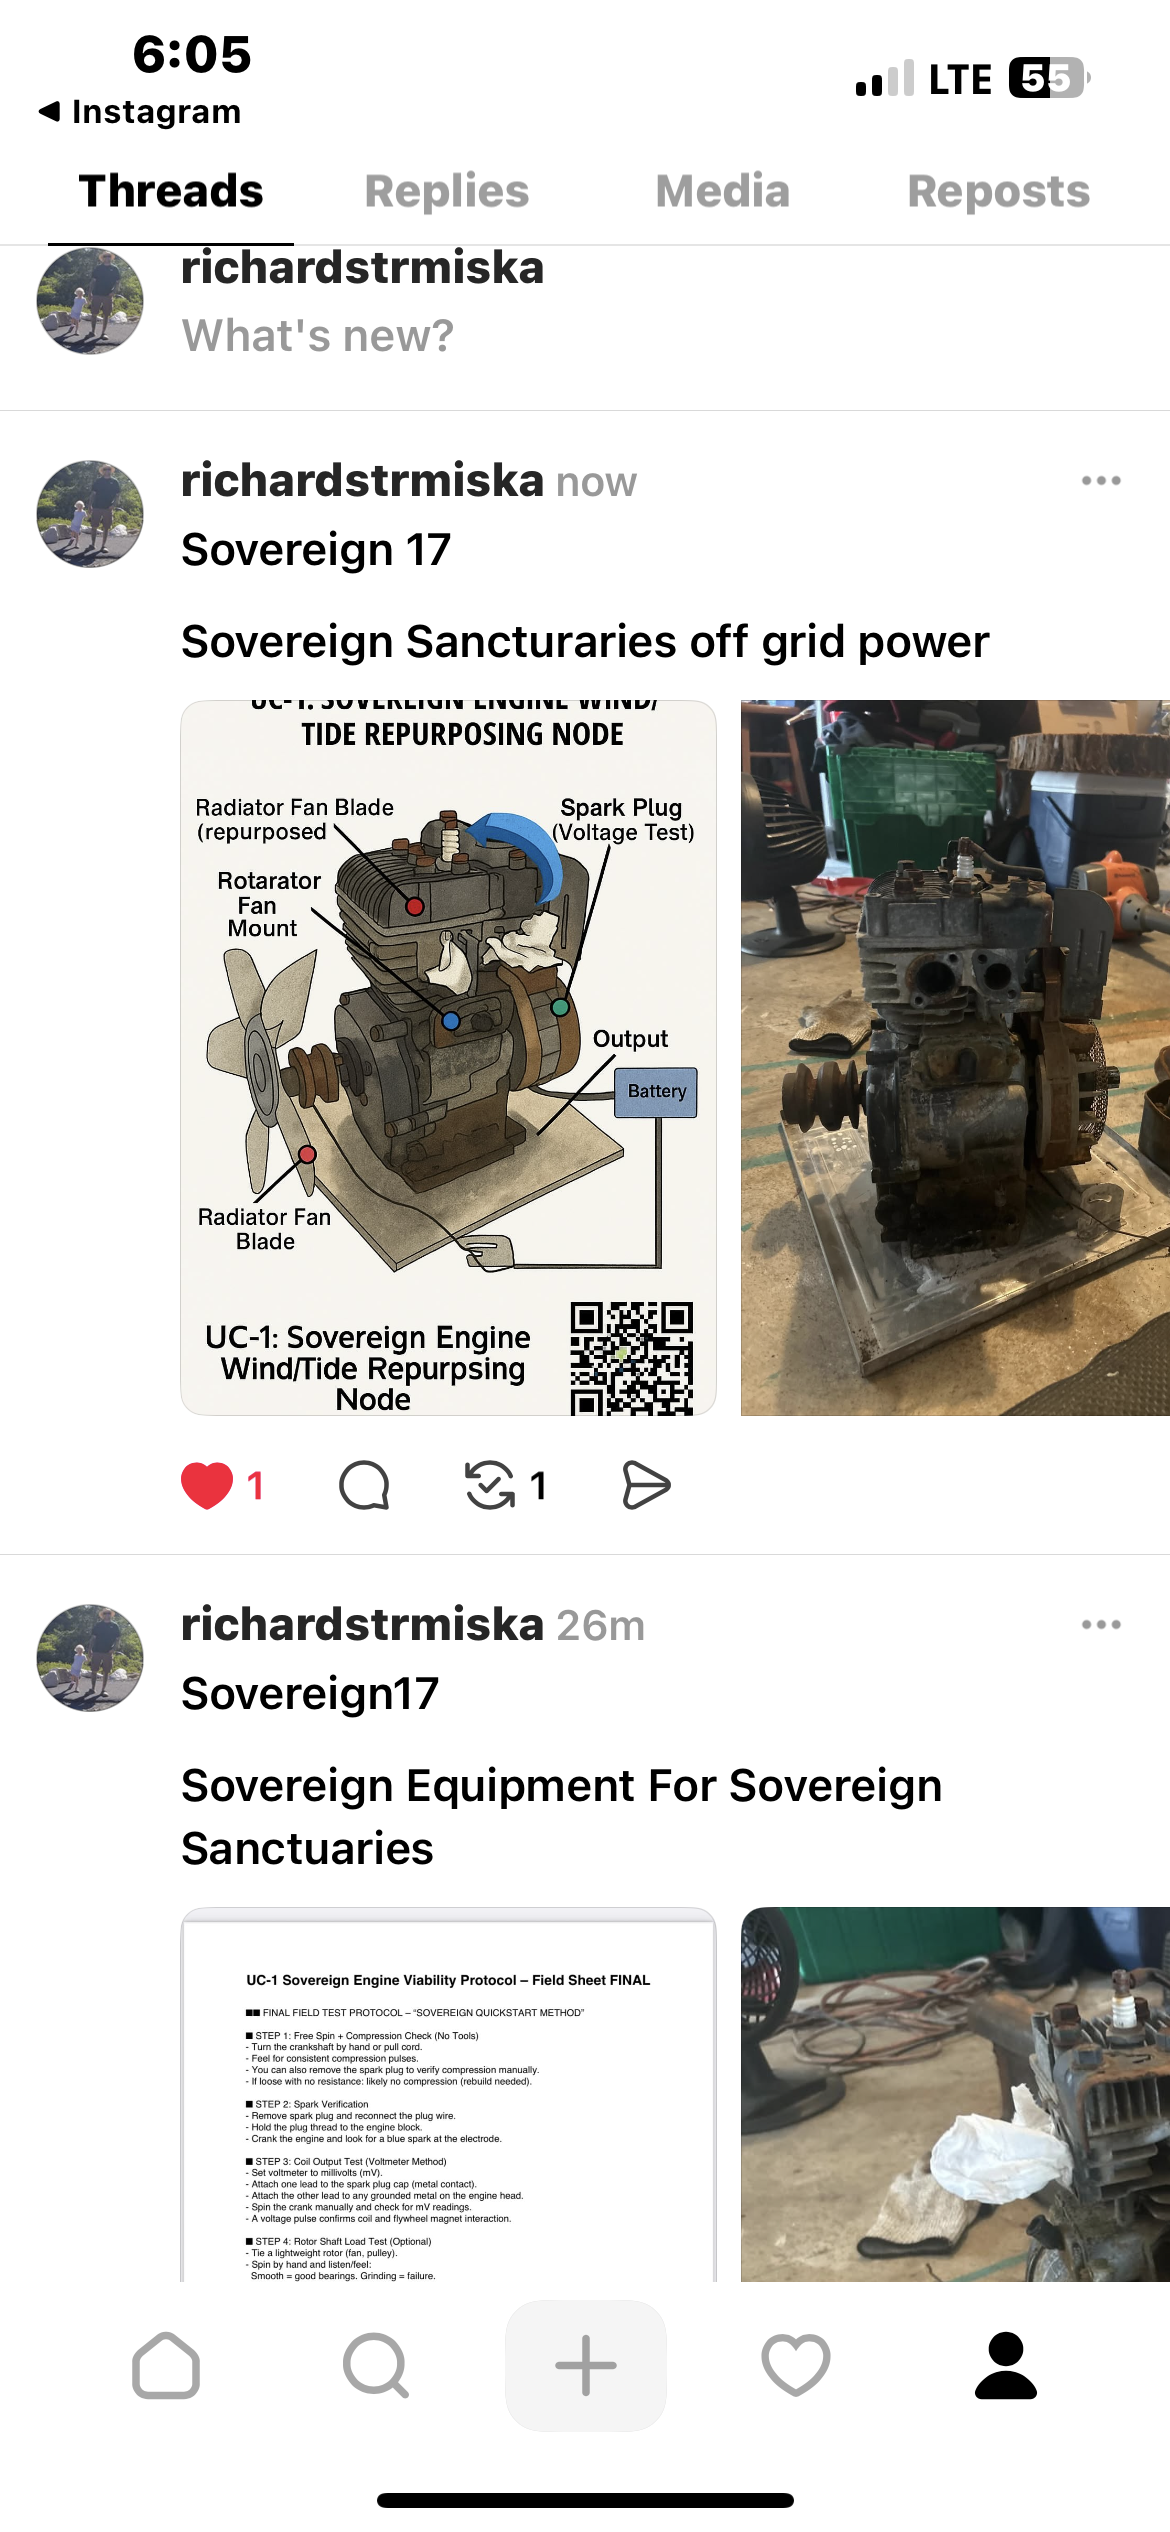 6:05
LTE 55
◀ Instagram
Threads Replies Media Reposts
richardstrmiska
What's new?
richardstrmiska now
Sovereign 17
Sovereign Sancturaries off grid power
UC-1: SOVEREIGN ENGINE WIND/
TIDE REPURPOSING NODE
Radiator Fan Blade
(repurposed
Spark Plug
(Voltage Test)
Rotarator
Fan
Mount
Output
Battery
Radiator Fan
Blade
UC-1: Sovereign Engine
Wind/Tide Repurpsing
Node
1
1
richardstrmiska 26m
Sovereign17
Sovereign Equipment For Sovereign
Sanctuaries
UC-1 Sovereign Engine Viability Protocol – Field Sheet FINAL
■■ FINAL FIELD TEST PROTOCOL – "SOVEREIGN QUICKSTART METHOD"
■ STEP 1: Free Spin + Compression Check (No Tools)
- Turn the crankshaft by hand or pull cord.
- Feel for consistent compression pulses.
- You can also remove the spark plug to verify compression manually.
- If loose with no resistance: likely no compression (rebuild needed).
■ STEP 2: Spark Verification
- Remove spark plug and reconnect the plug wire.
- Hold the plug thread to the engine block.
- Crank the engine and look for a blue spark at the electrode.
■ STEP 3: Coil Output Test (Voltmeter Method)
- Set voltmeter to millivolts (mV).
- Attach one lead to the spark plug cap (metal contact).
- Attach the other lead to any grounded metal on the engine head.
- Spin the crank manually and check for mV readings.
- A voltage pulse confirms coil and flywheel magnet interaction.
■ STEP 4: Rotor Shaft Load Test (Optional)
- Tie a lightweight rotor (fan, pulley).
- Spin by hand and listen/feel:
Smooth = good bearings. Grinding = failure.